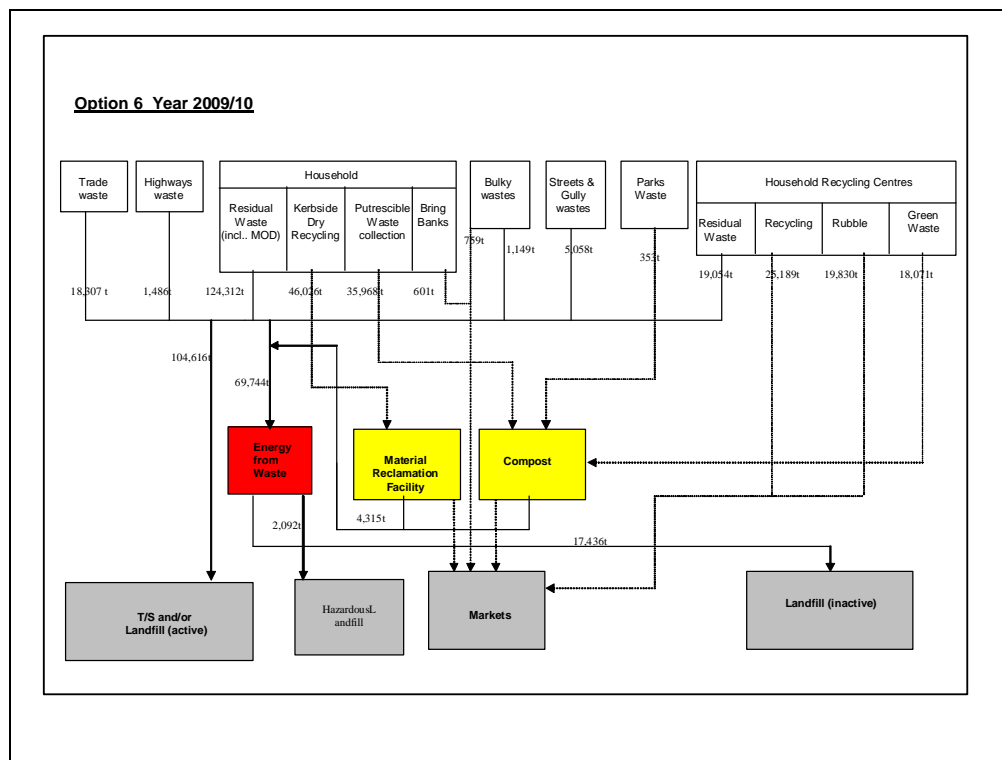 Option 6  Year 2009/10
Trade
waste
Highways
waste
Household
Residual
Waste
(incl.. MOD)
Kerbside
Dry
Recycling
Putrescible
Waste
collection
Bring
Banks
Bulky
wastes
Streets &
Gully
wastes
Parks
Waste
Household Recycling Centres
Residual
Waste
Recycling
Rubble
Green
Waste
18,307 t
1,486t
124,312t
46,026t
35,968t
601t
759t
1,149t
5,058t
353t
19,054t
25,189t
19,830t
18,071t
104,616t
69,744t
Energy
from
Waste
Material
Reclamation
Facility
Compost
2,092t
4,315t
17,436t
T/S and/or
Landfill (active)
HazardousL
andfill
Markets
Landfill (inactive)